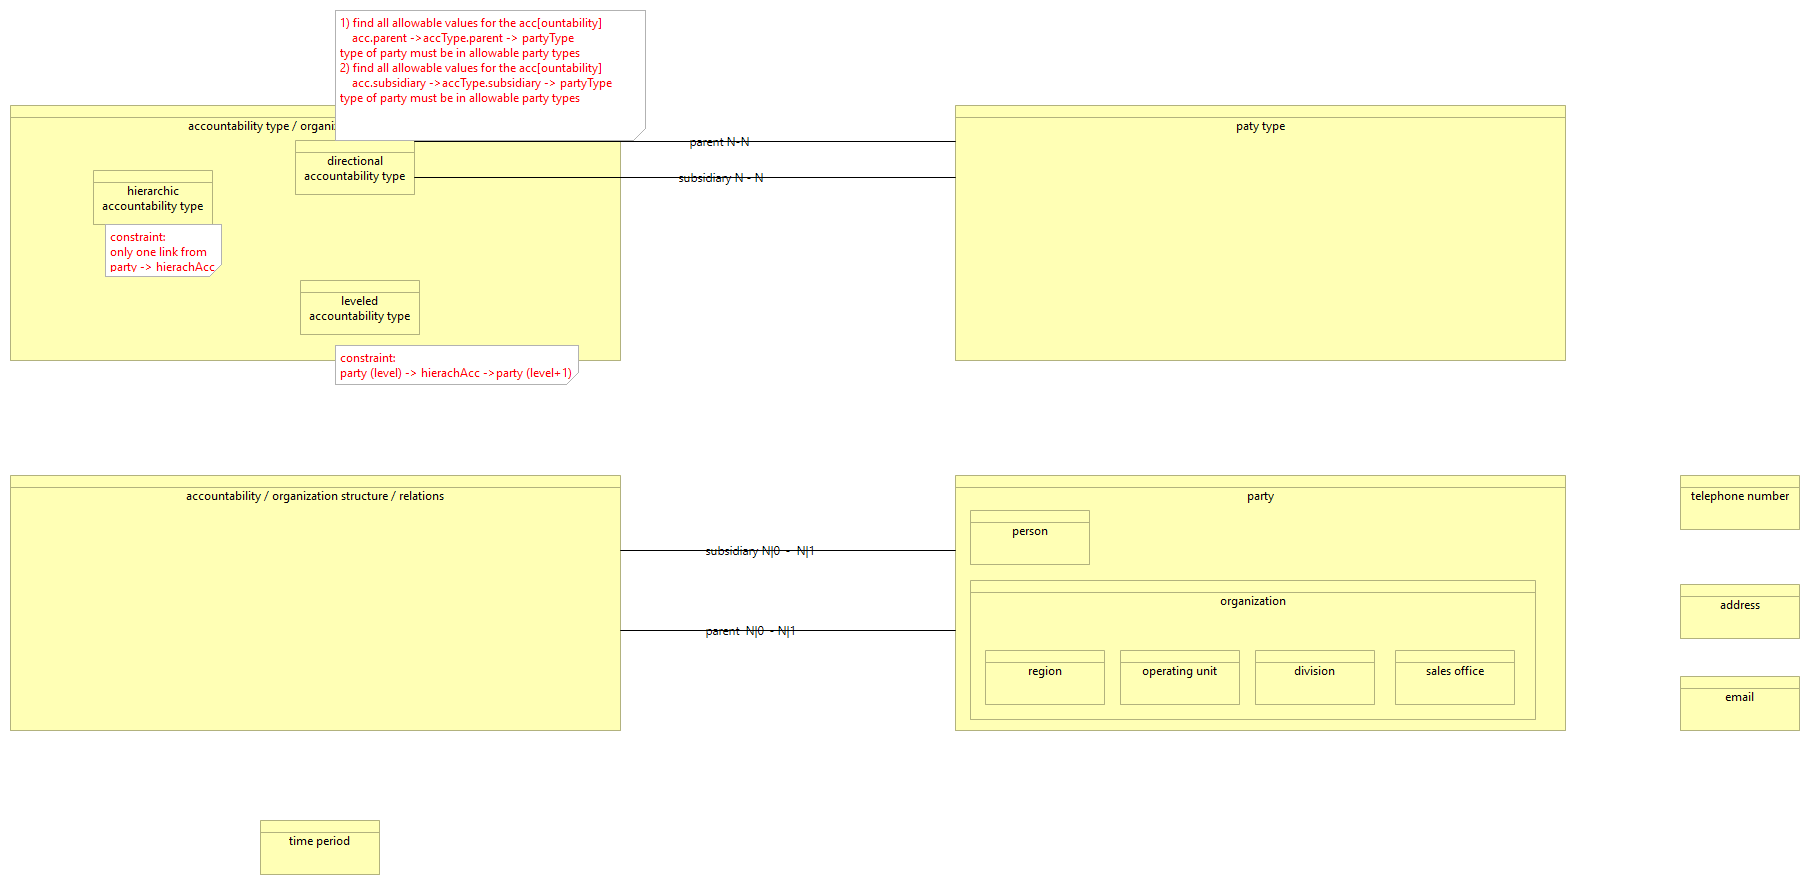 1) find all allowable values for the acc[ountability]
acc.parent ->accType.parent -> partyType
type of party must be in allowable party types
2) find all allowable values for the acc[ountability]
acc.subsidiary ->accType.subsidiary -> partyType
type of party must be in allowable party types
accountability type / organi
paty type
directional
accountability type
parent N-N
subsidiary N - N
hierarchic
accountability type
constraint:
only one link from
party -> hierachAcc
leveled
accountability type
constraint:
party (level) -> hierachAcc ->party (level+1)
accountability / organization structure / relations
party
telephone number
person
subsidiary N|0 - N|1
organization
address
parent N|0 - N|1
region
operating unit
division
sales office
email
time period